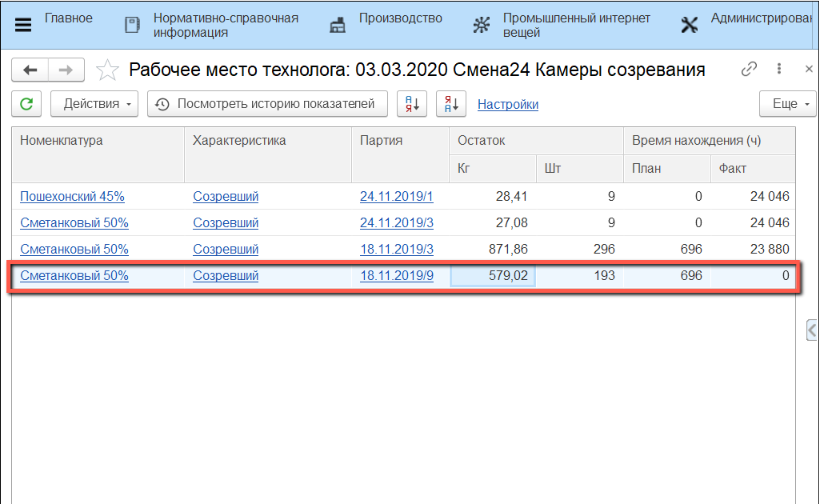 Главное
Нормативно-справочная
информация
Производство
Промышленный интернет
вещей
Администрирован
Рабочее место технолога: 03.03.2020 Смена24 Камеры созревания
Действия
Посмотреть историю показателей
Настройки
Еще
Номенклатура Характеристика Партия Остаток Время нахождения (ч)
Кг Шт План Факт
Пошехонский 45% Созревший 24.11.2019/1 28,41 9 0 24 046
Сметанковый 50% Созревший 24.11.2019/3 27,08 9 0 24 046
Сметанковый 50% Созревший 18.11.2019/3 871,86 296 696 23 880
Сметанковый 50% Созревший 18.11.2019/9 579,02 193 696 0